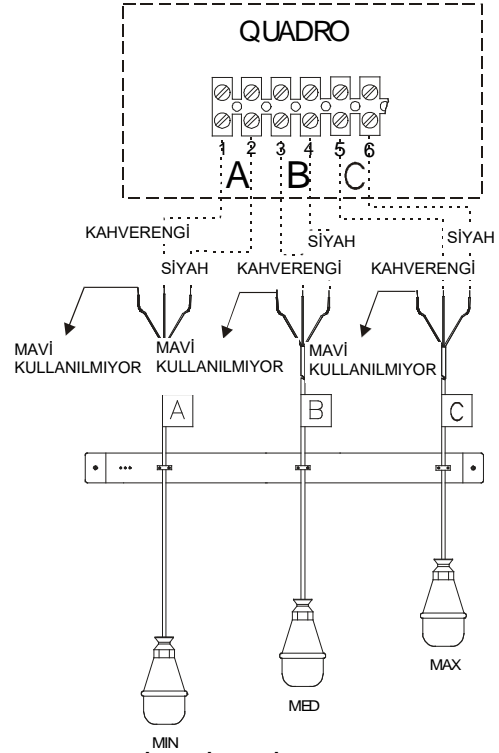 QUADRO
1 2 3 4 5 6
A B C
KAHVERENGİ
SİYAH
SİYAH
SİYAH
KAHVERENGİ
KAHVERENGİ
MAVİ
KULLANILMIYOR
MAVİ
KULLANILMIYOR
MAVİ
KULLANILMIYOR
A
B
C
MAX
MED
MIN